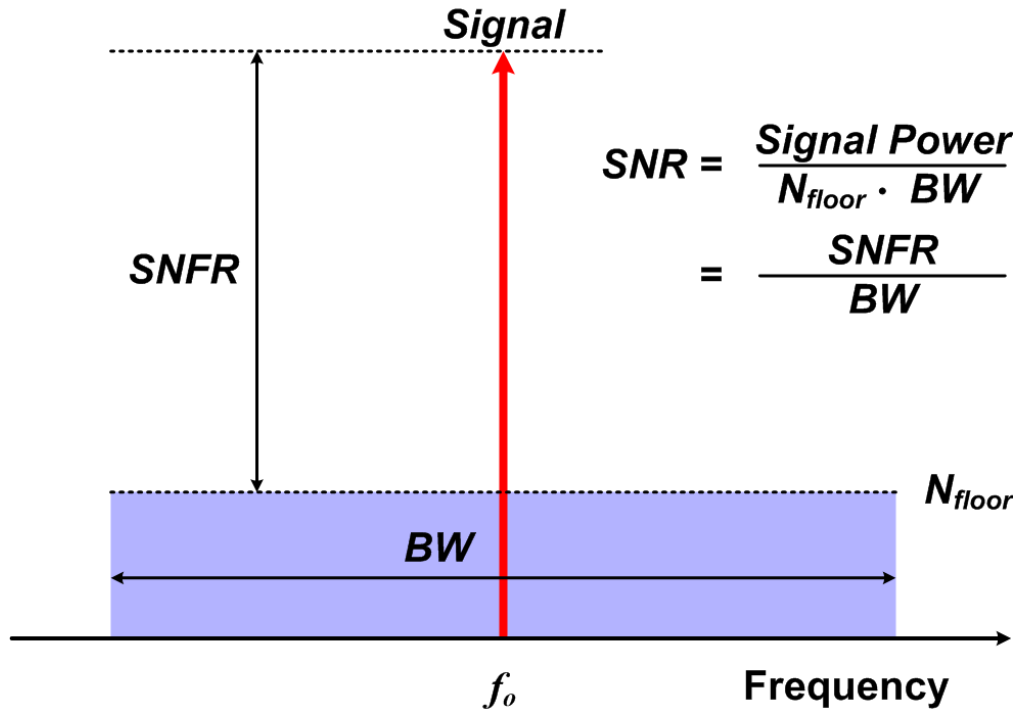 Signal
SNR = Signal Power
N_floor · BW
= SNFR
BW
SNFR
N_floor
BW
f_o
Frequency